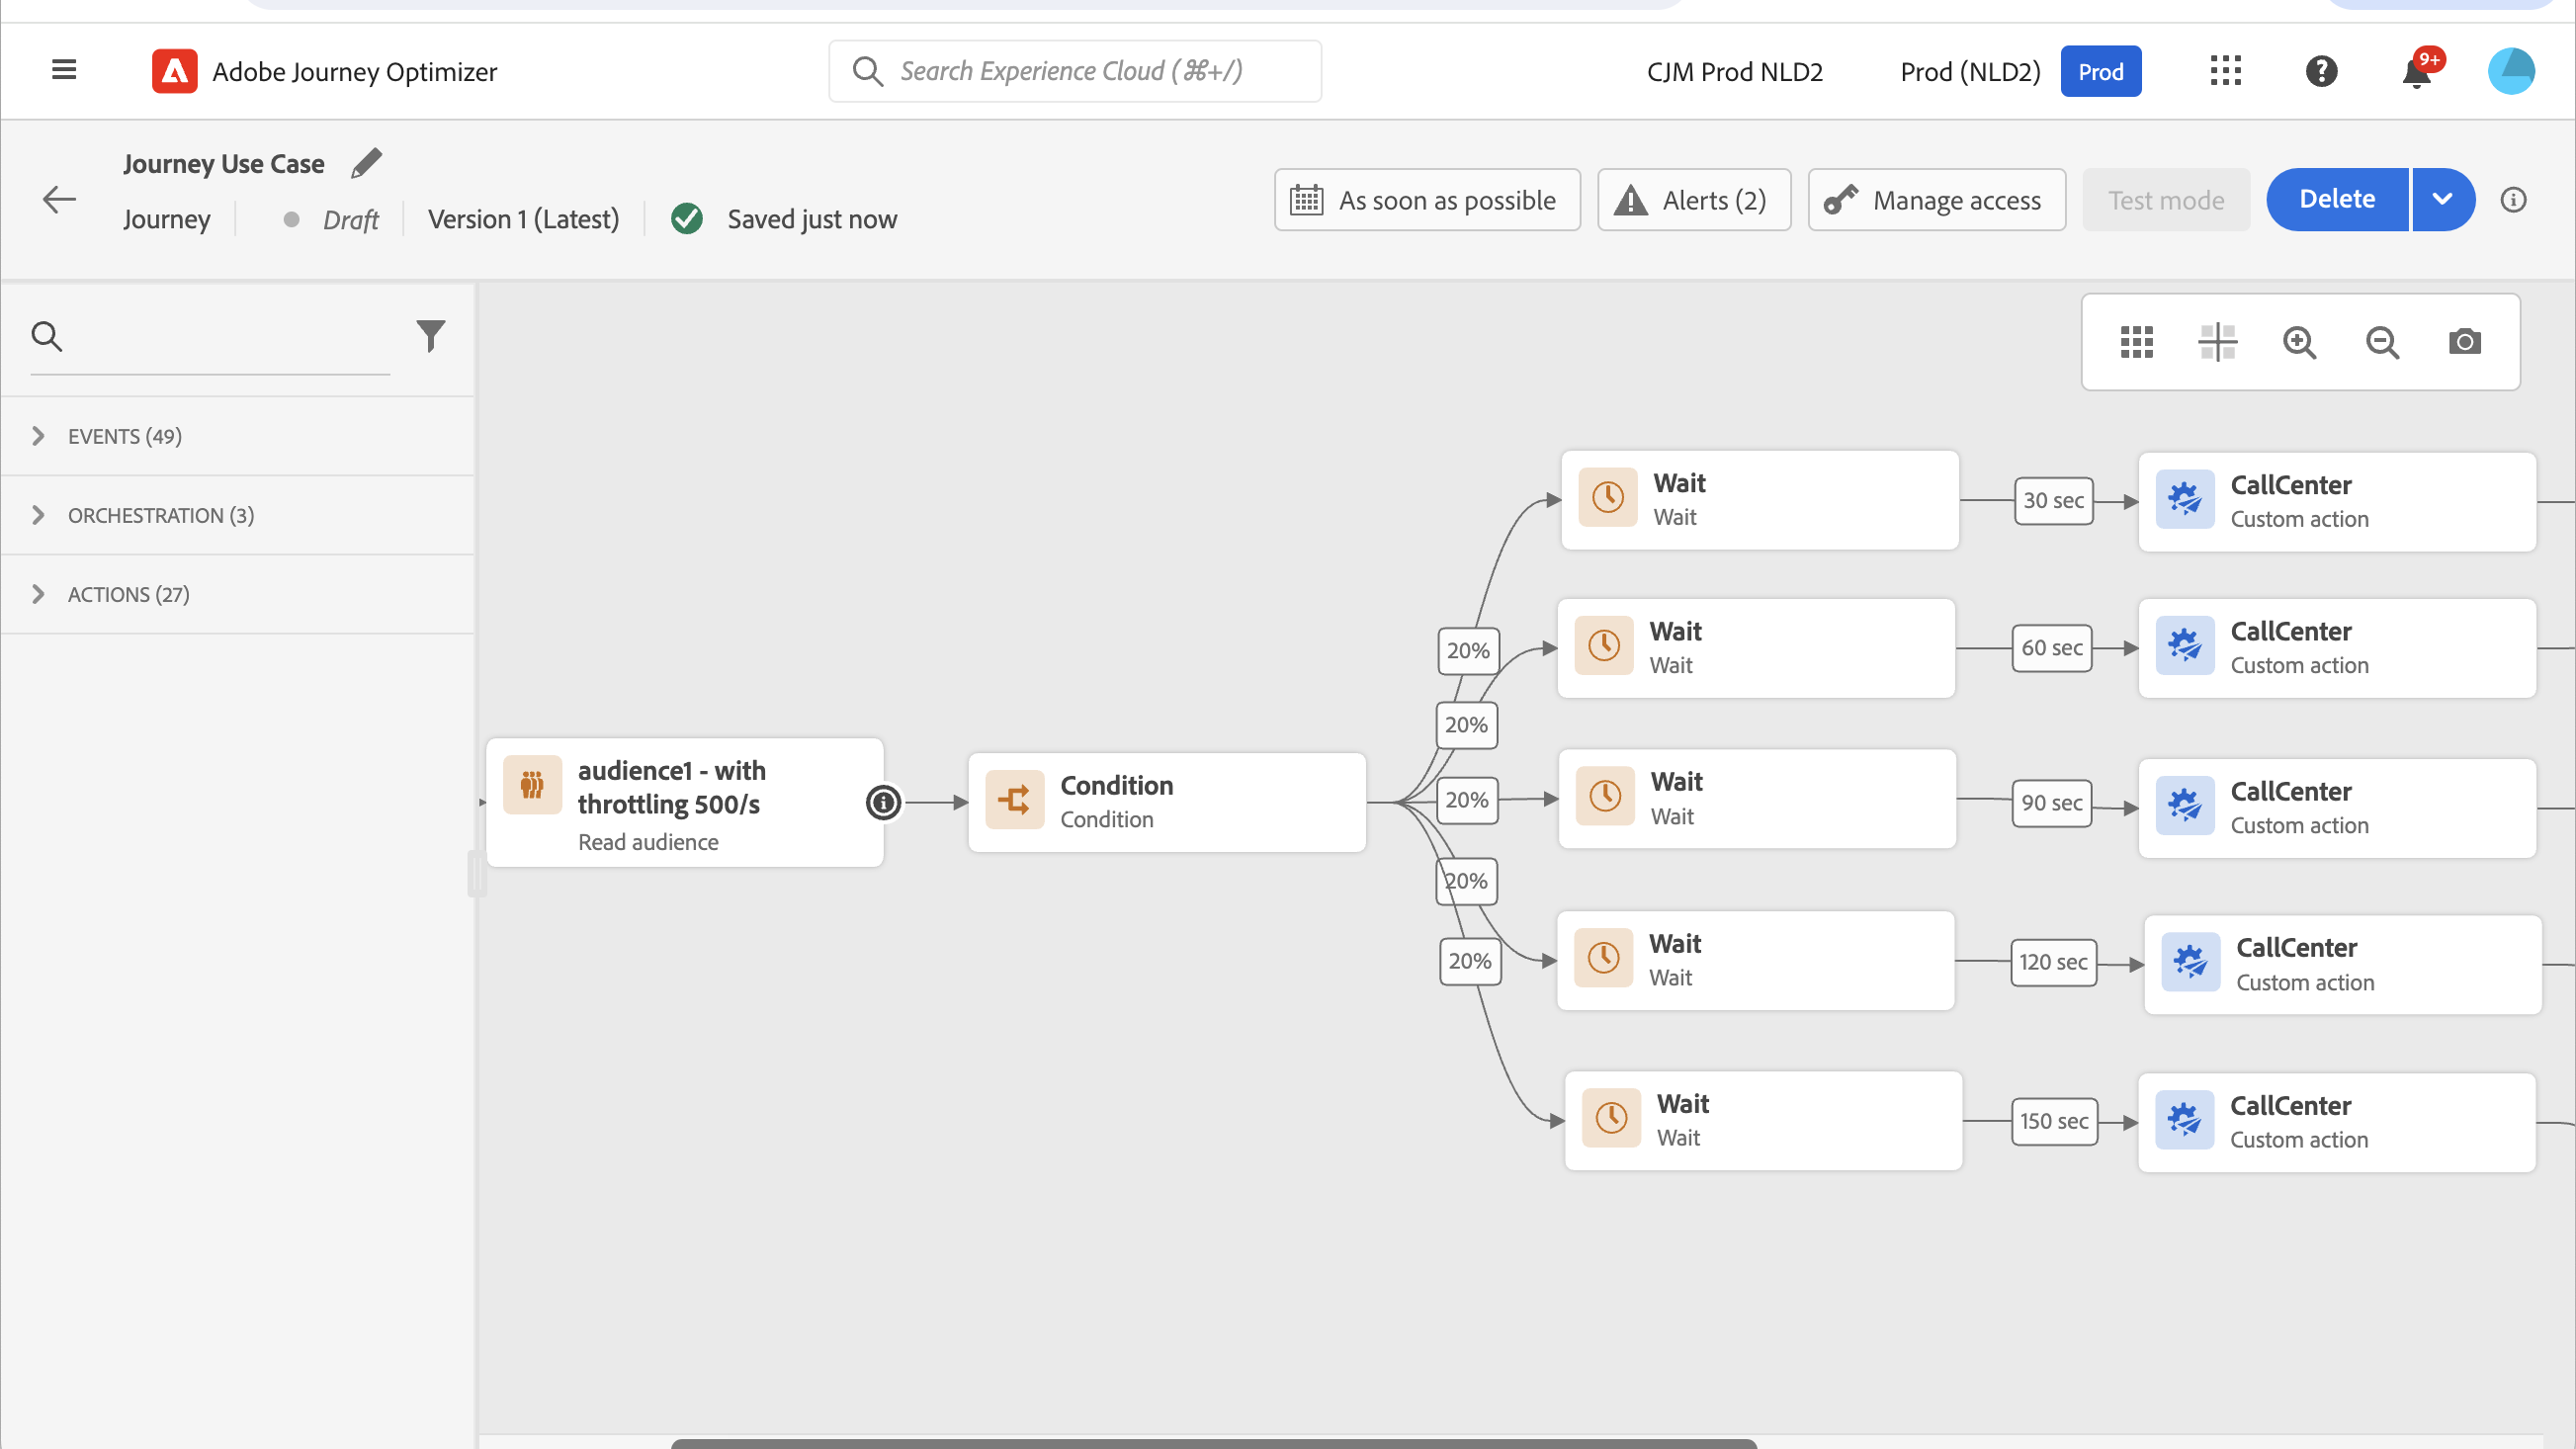 Adobe Journey Optimizer
Search Experience Cloud (⌘+/)
CJM Prod NLD2
Prod (NLD2)
Prod
9+
Journey Use Case
Journey
Draft
Version 1 (Latest)
Saved just now
As soon as possible
Alerts (2)
Manage access
Test mode
Delete
EVENTS (49)
ORCHESTRATION (3)
ACTIONS (27)
audience1 - with
throttling 500/s
Read audience
Condition
Condition
20%
20%
20%
20%
20%
Wait
Wait
30 sec
CallCenter
Custom action
Wait
Wait
60 sec
CallCenter
Custom action
Wait
Wait
90 sec
CallCenter
Custom action
Wait
Wait
120 sec
CallCenter
Custom action
Wait
Wait
150 sec
CallCenter
Custom action